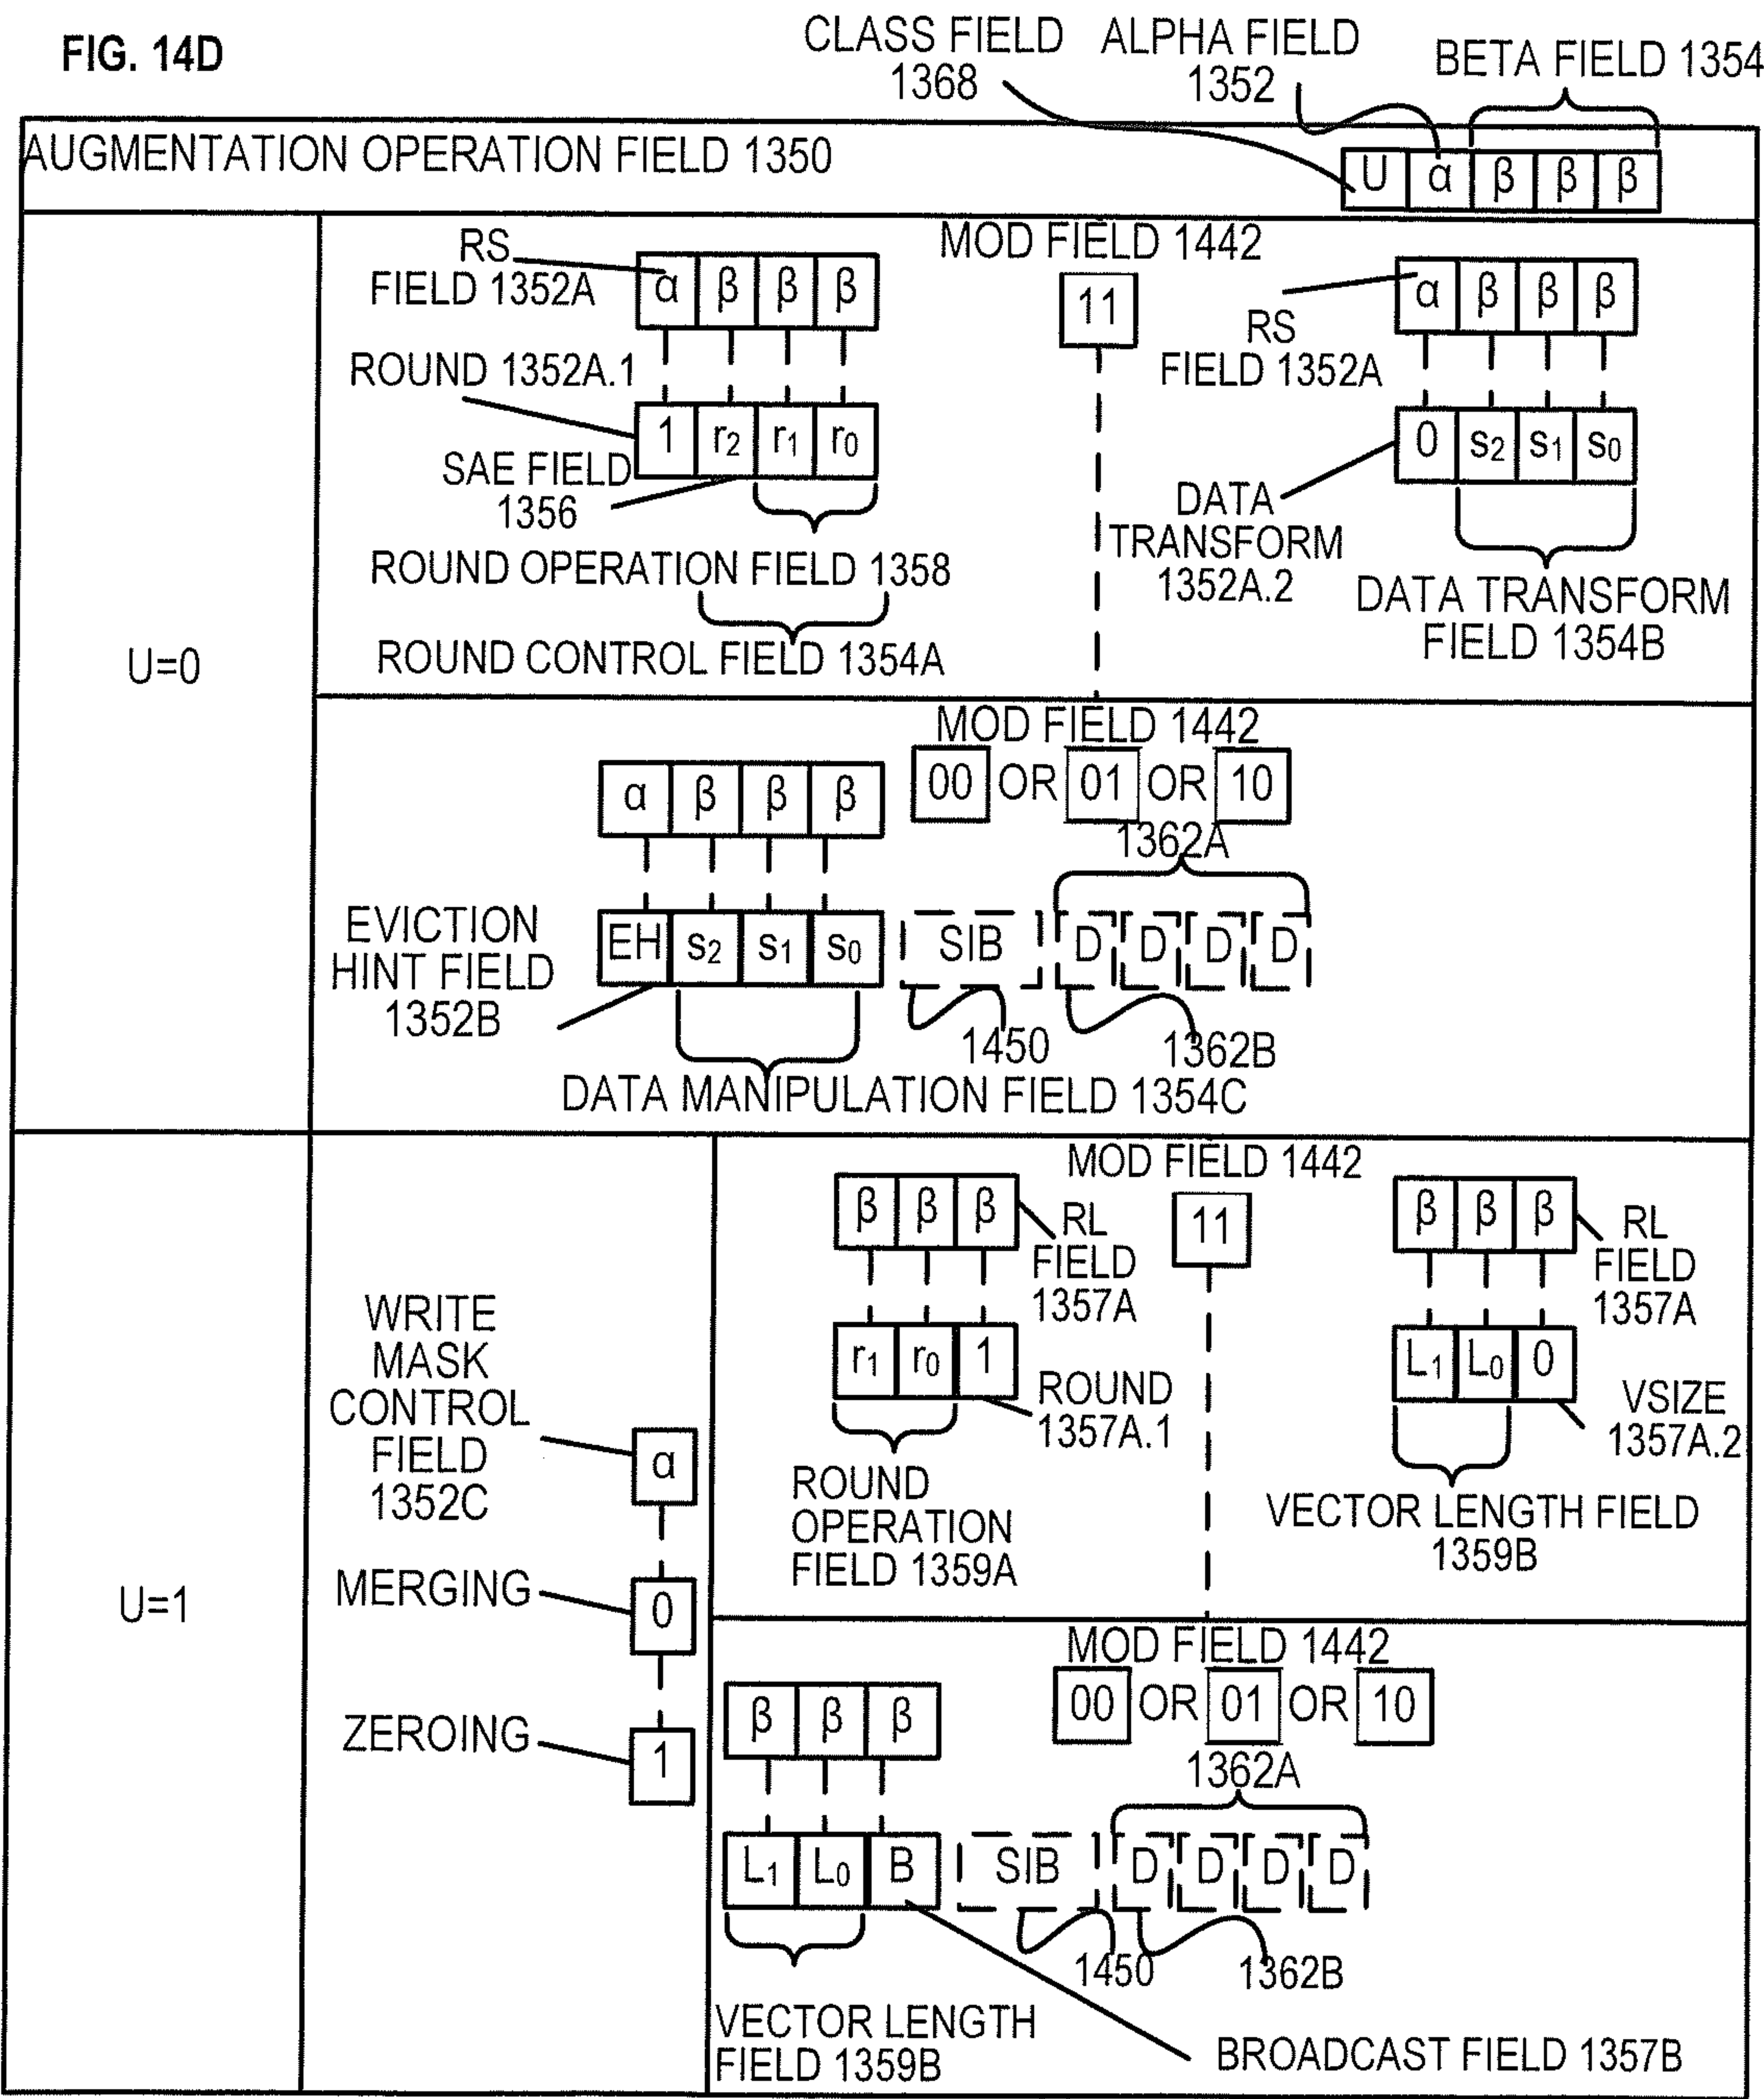 FIG. 14D
CLASS FIELD
1368
ALPHA FIELD
1352
BETA FIELD 1354
AUGMENTATION OPERATION FIELD 1350
U α β β β
U=0
MOD FIELD 1442
11
RS
FIELD 1352A
α β β β
ROUND 1352A.1
1 r2 r1 r0
SAE FIELD
1356
ROUND OPERATION FIELD 1358
ROUND CONTROL FIELD 1354A
α β β β
RS
FIELD 1352A
0 s2 s1 s0
DATA
TRANSFORM
1352A.2
DATA TRANSFORM
FIELD 1354B
MOD FIELD 1442
00 OR 01 OR 10
α β β β
1362A
EVICTION
HINT FIELD
1352B
EH s2 s1 s0 SIB D D D D
1450
1362B
DATA MANIPULATION FIELD 1354C
U=1
WRITE
MASK
CONTROL
FIELD
1352C
α
MERGING
0
ZEROING
1
MOD FIELD 1442
11
β β β
RL
FIELD
1357A
r1 r0 1
ROUND
1357A.1
ROUND
OPERATION
FIELD 1359A
β β β
RL
FIELD
1357A
L1 L0 0
VSIZE
1357A.2
VECTOR LENGTH FIELD
1359B
MOD FIELD 1442
00 OR 01 OR 10
β β β
1362A
L1 L0 B SIB D D D D
1450
1362B
VECTOR LENGTH
FIELD 1359B
BROADCAST FIELD 1357B